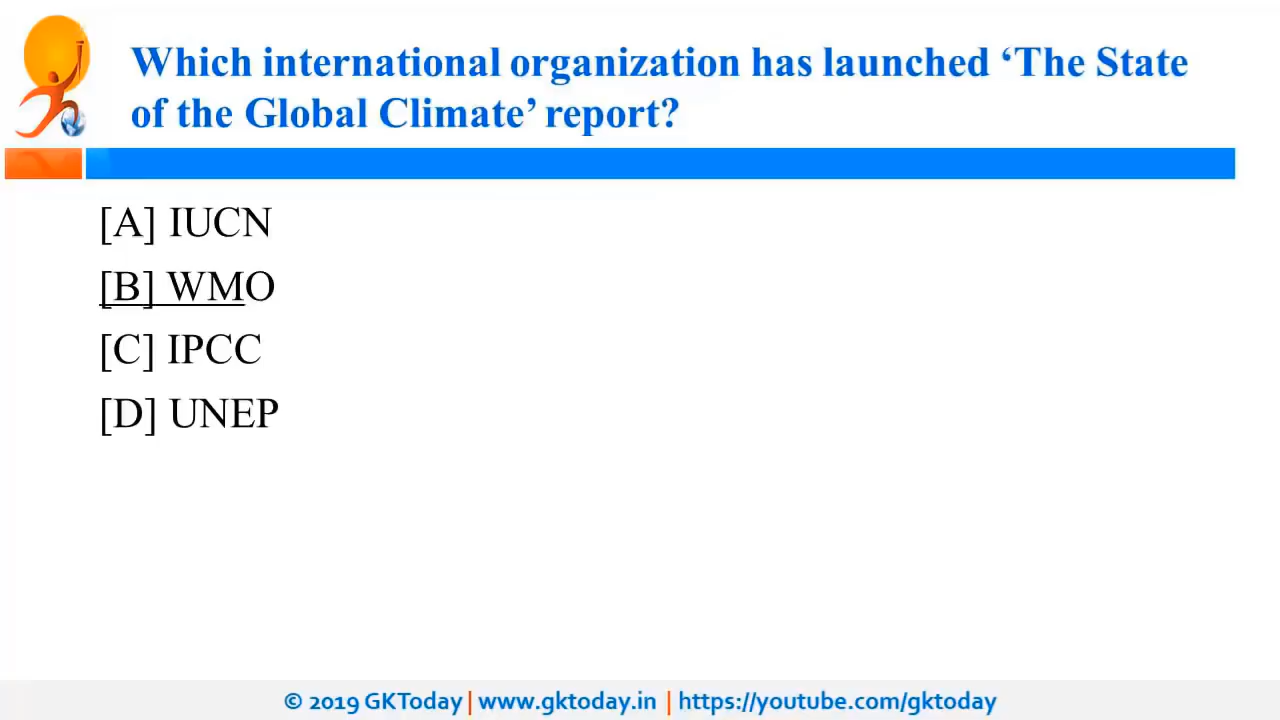 Which international organization has launched ‘The State
of the Global Climate’ report?
[A] IUCN
[B] WMO
[C] IPCC
[D] UNEP
© 2019 GKToday | www.gktoday.in | https://youtube.com/gktoday